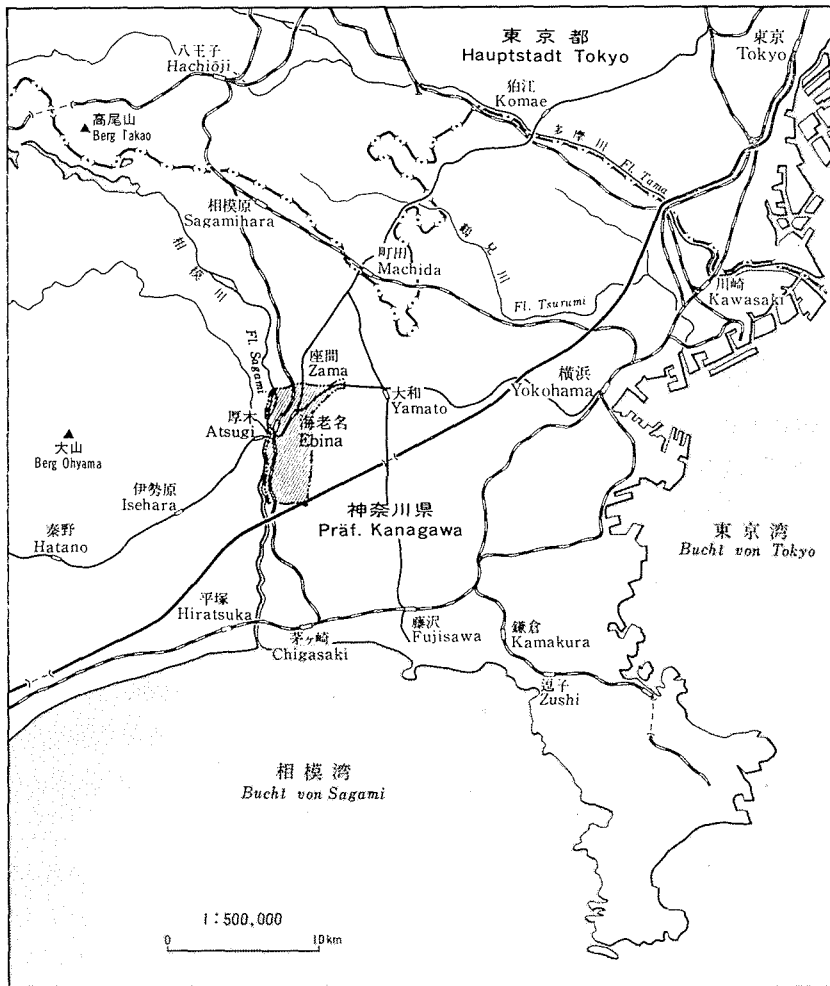 東京都
Hauptstadt Tokyo
東京
Tokyo
八王子
Hachiōji
狛江
Komae
高尾山
Berg Takao
多摩川
Fl. Tama
相模原
Sagamihara
相模川
Fl. Sagami
町田
Machida
鶴見川
Fl. Tsurumi
川崎
Kawasaki
座間
Zama
大和
Yamato
横浜
Yokohama
厚木
Atsugi
海老名
Ebina
大山
Berg Ohyama
伊勢原
Isehara
秦野
Hatano
神奈川県
Präf. Kanagawa
東京湾
Bucht von Tokyo
平塚
Hiratsuka
茅ヶ崎
Chigasaki
藤沢
Fujisawa
鎌倉
Kamakura
逗子
Zushi
相模湾
Bucht von Sagami
1:500,000
0 10km